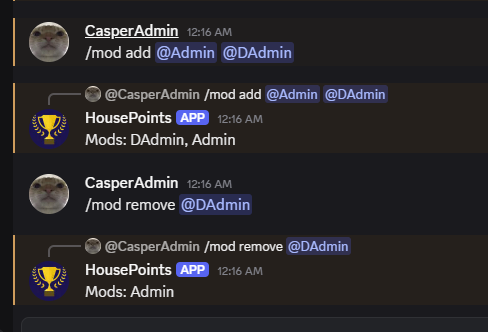 CasperAdmin 12:16 AM
/mod add @Admin @DAdmin
@CasperAdmin /mod add @Admin @DAdmin
HousePoints APP 12:16 AM
Mods: DAdmin, Admin
CasperAdmin 12:16 AM
/mod remove @DAdmin
@CasperAdmin /mod remove @DAdmin
HousePoints APP 12:16 AM
Mods: Admin